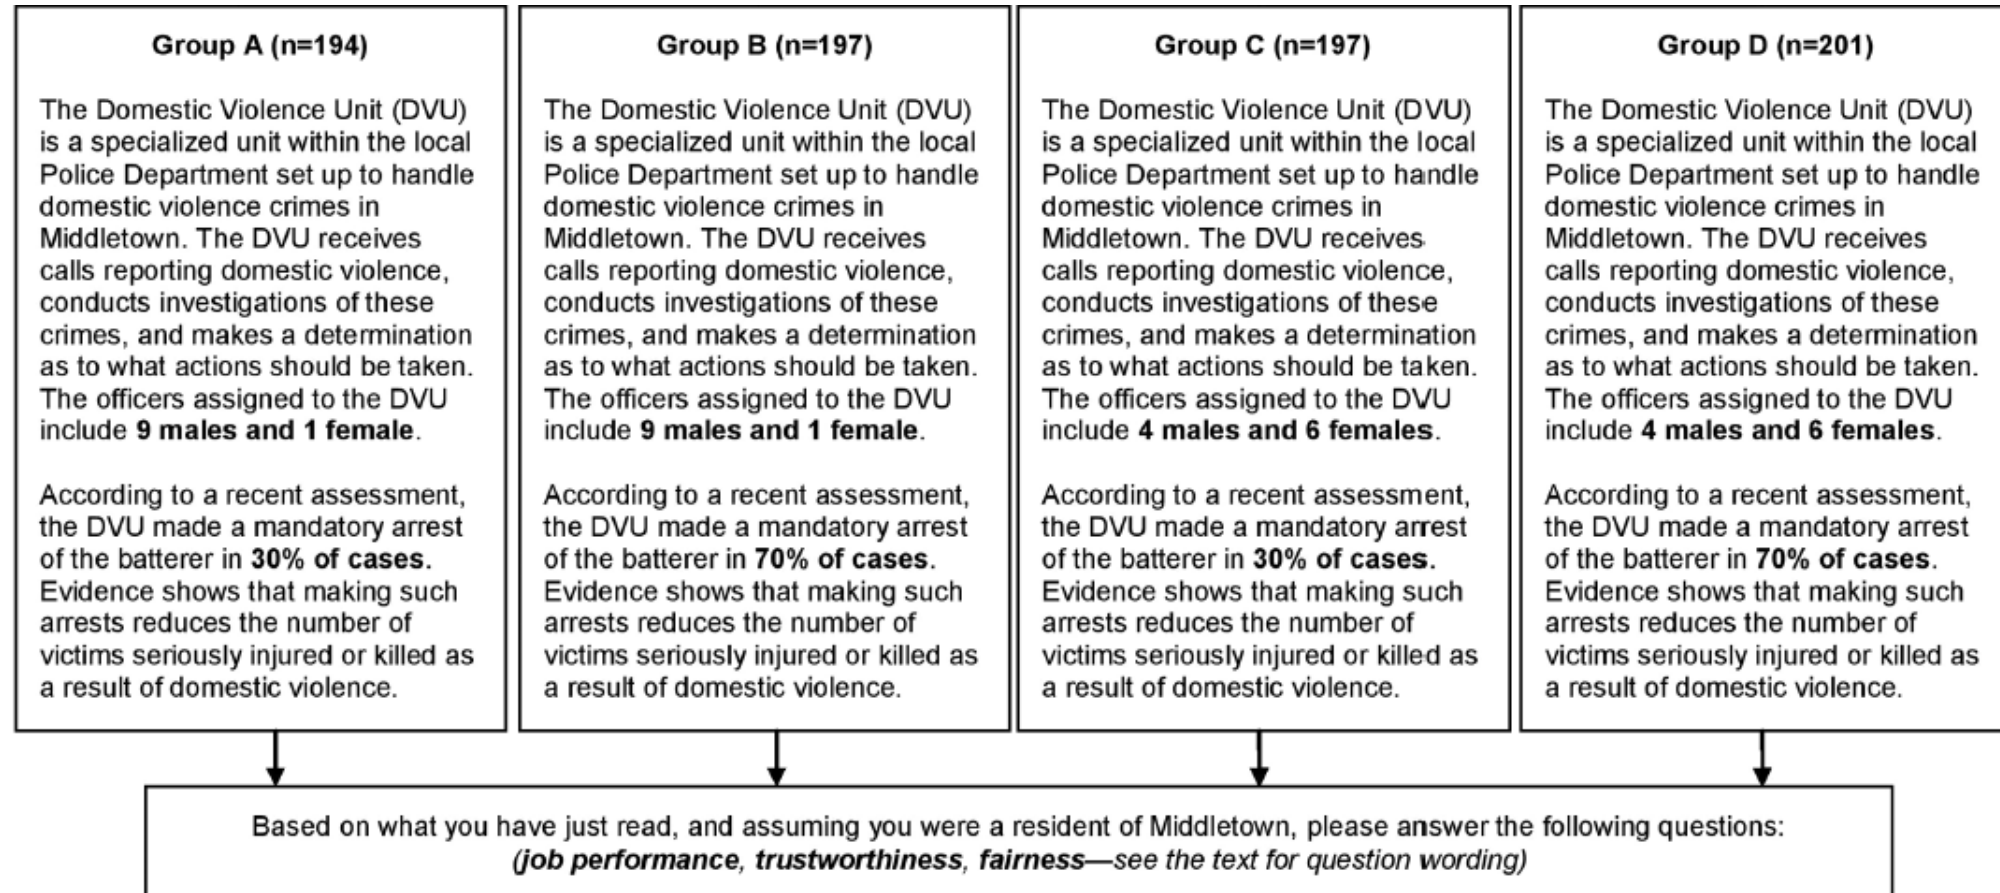 Group A (n=194)
The Domestic Violence Unit (DVU)
is a specialized unit within the local
Police Department set up to handle
domestic violence crimes in
Middletown. The DVU receives
calls reporting domestic violence,
conducts investigations of these
crimes, and makes a determination
as to what actions should be taken.
The officers assigned to the DVU
include 9 males and 1 female.
According to a recent assessment,
the DVU made a mandatory arrest
of the batterer in 30% of cases.
Evidence shows that making such
arrests reduces the number of
victims seriously injured or killed as
a result of domestic violence.
Group B (n=197)
The Domestic Violence Unit (DVU)
is a specialized unit within the local
Police Department set up to handle
domestic violence crimes in
Middletown. The DVU receives
calls reporting domestic violence,
conducts investigations of these
crimes, and makes a determination
as to what actions should be taken.
The officers assigned to the DVU
include 9 males and 1 female.
According to a recent assessment,
the DVU made a mandatory arrest
of the batterer in 70% of cases.
Evidence shows that making such
arrests reduces the number of
victims seriously injured or killed as
a result of domestic violence.
Group C (n=197)
The Domestic Violence Unit (DVU)
is a specialized unit within the local
Police Department set up to handle
domestic violence crimes in
Middletown. The DVU receives
calls reporting domestic violence,
conducts investigations of these
crimes, and makes a determination
as to what actions should be taken.
The officers assigned to the DVU
include 4 males and 6 females.
According to a recent assessment,
the DVU made a mandatory arrest
of the batterer in 30% of cases.
Evidence shows that making such
arrests reduces the number of
victims seriously injured or killed as
a result of domestic violence.
Group D (n=201)
The Domestic Violence Unit (DVU)
is a specialized unit within the local
Police Department set up to handle
domestic violence crimes in
Middletown. The DVU receives
calls reporting domestic violence,
conducts investigations of these
crimes, and makes a determination
as to what actions should be taken.
The officers assigned to the DVU
include 4 males and 6 females.
According to a recent assessment,
the DVU made a mandatory arrest
of the batterer in 70% of cases.
Evidence shows that making such
arrests reduces the number of
victims seriously injured or killed as
a result of domestic violence.
Based on what you have just read, and assuming you were a resident of Middletown, please answer the following questions:
(job performance, trustworthiness, fairness—see the text for question wording)